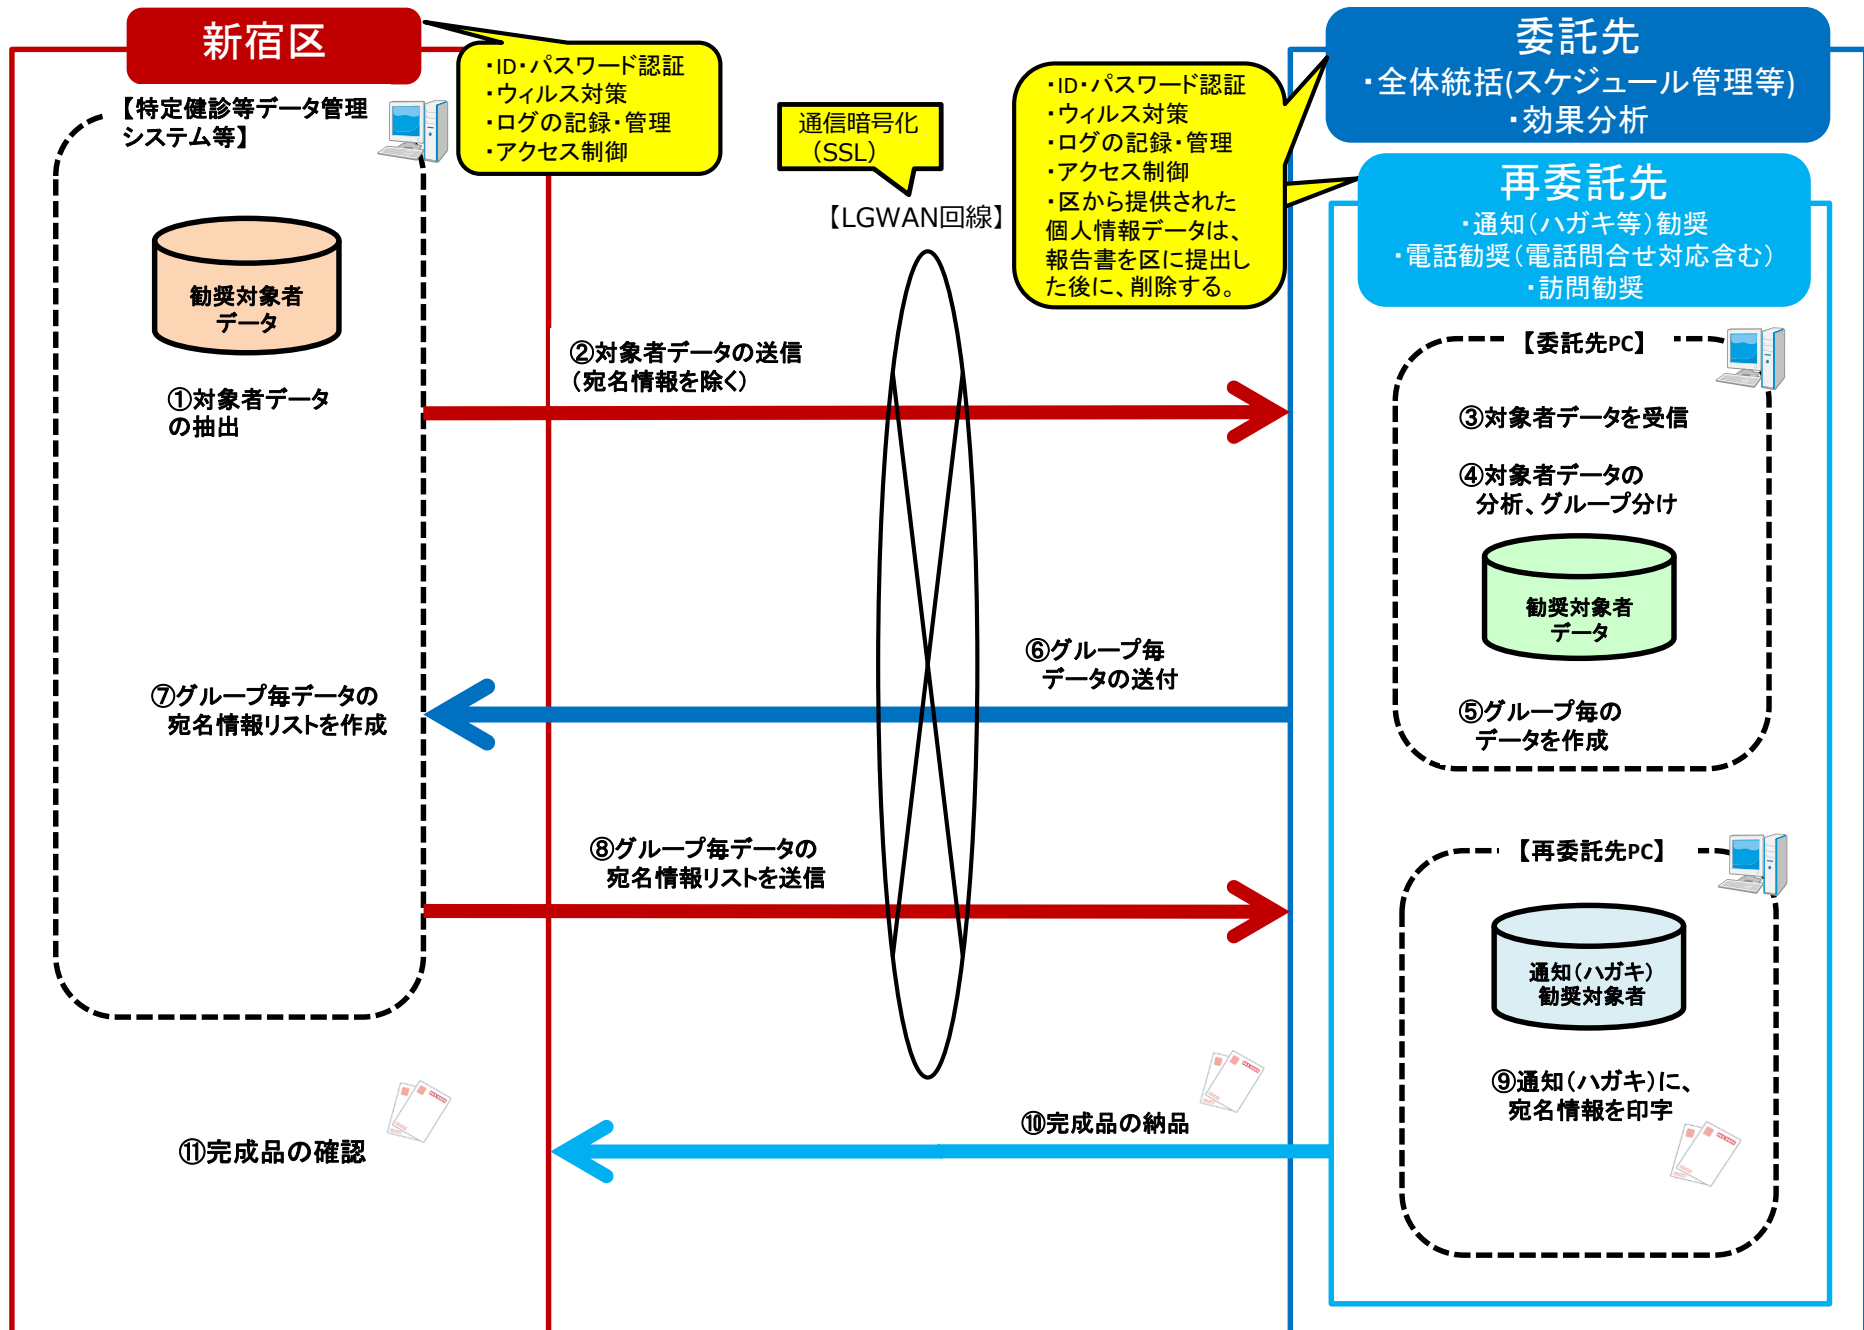 新宿区
・ID・パスワード認証
・ウィルス対策
・ログの記録・管理
・アクセス制御
【特定健診等データ管理
システム等】
勧奨対象者
データ
①対象者データ
の抽出
通信暗号化
（SSL）
【LGWAN回線】
・ID・パスワード認証
・ウィルス対策
・ログの記録・管理
・アクセス制御
・区から提供された
個人情報データは、
報告書を区に提出し
た後に、削除する。
委託先
・全体統括(スケジュール管理等)
・効果分析
再委託先
・通知（ハガキ等）勧奨
・電話勧奨（電話問合せ対応含む）
・訪問勧奨
②対象者データの送信
（宛名情報を除く）
【委託先PC】
③対象者データを受信
④対象者データの
分析、グループ分け
勧奨対象者
データ
⑤グループ毎の
データを作成
⑥グループ毎
データの送付
⑦グループ毎データの
宛名情報リストを作成
⑧グループ毎データの
宛名情報リストを送信
【再委託先PC】
通知（ハガキ）
勧奨対象者
⑨通知（ハガキ）に、
宛名情報を印字
⑩完成品の納品
⑪完成品の確認